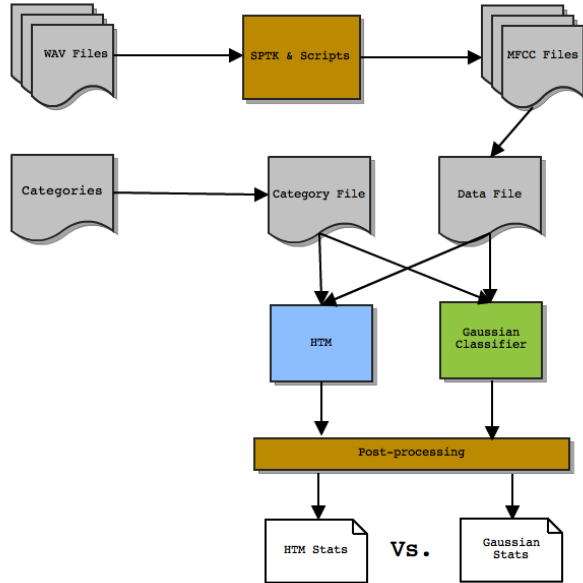 WAV Files
SPTK & Scripts
MFCC Files
Categories
Category File
Data File
HTM
Gaussian
Classifier
Post-processing
HTM Stats
Vs.
Gaussian
Stats